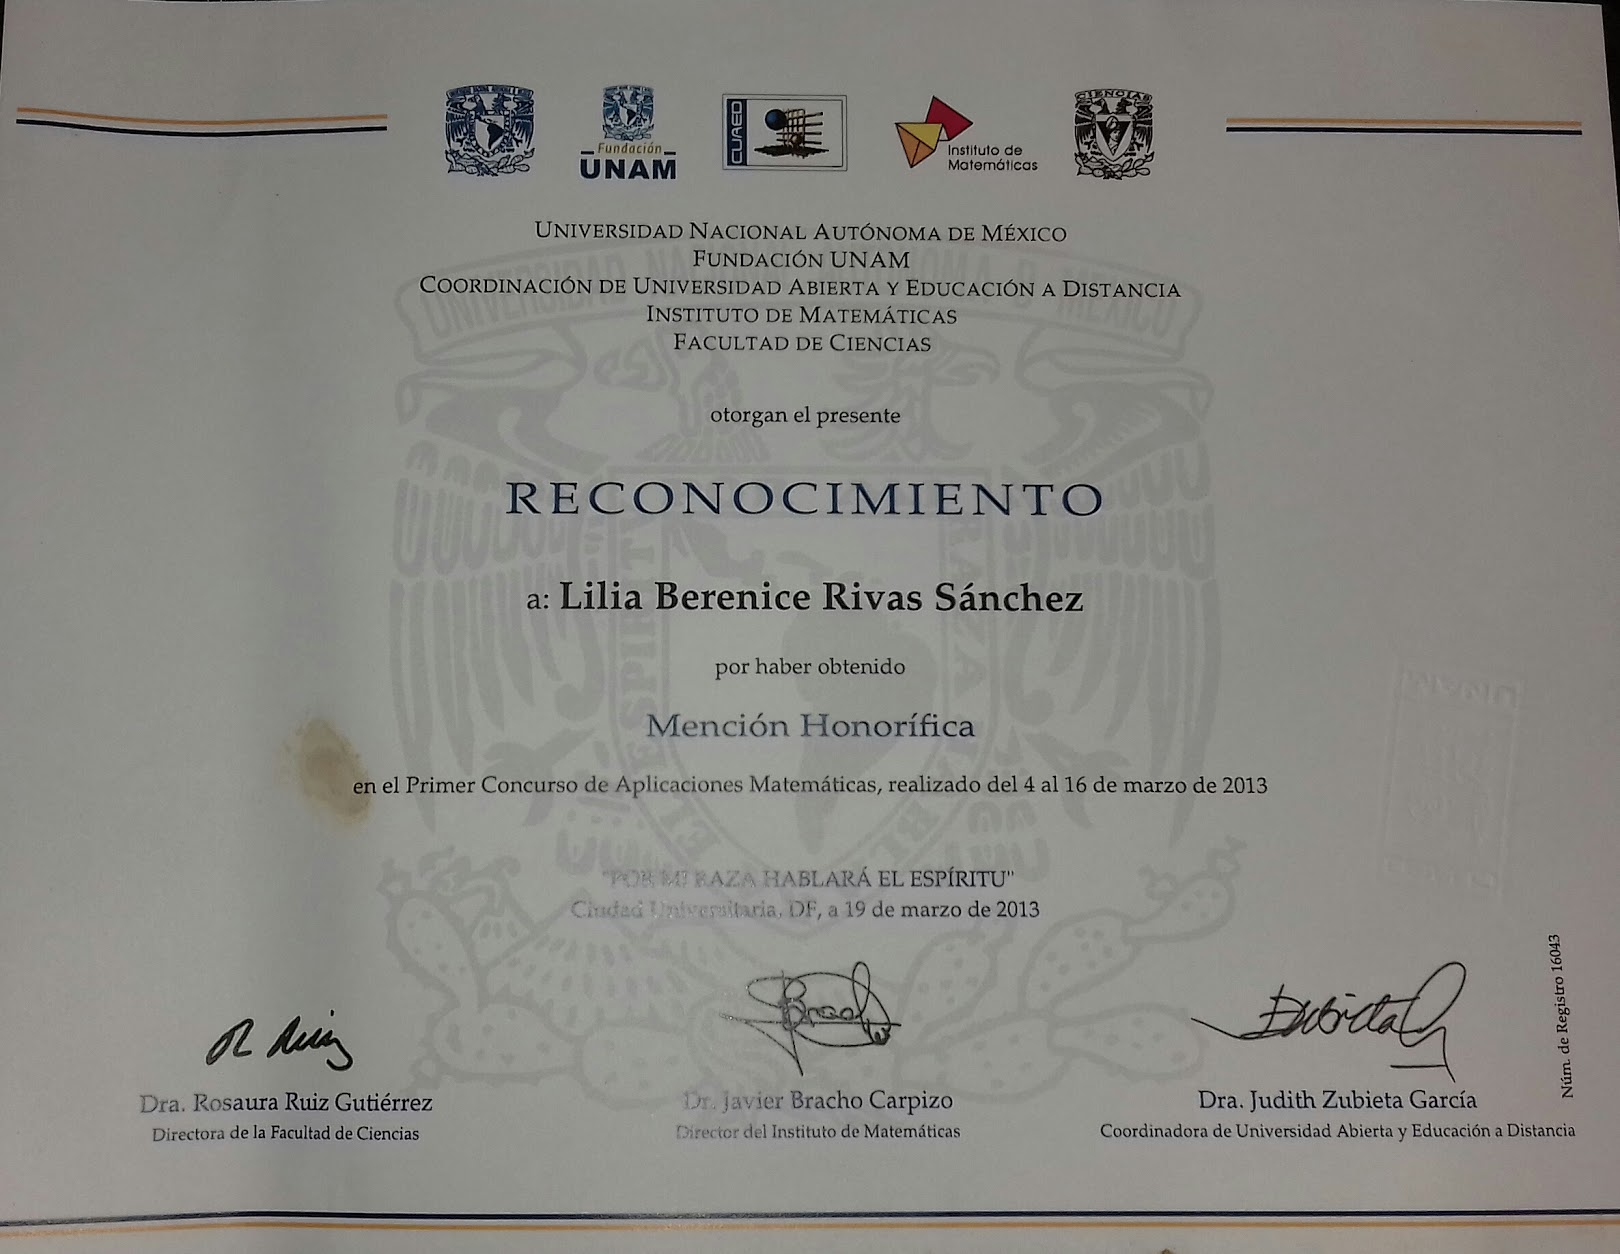 Fundación
UNAM
CUAED
Instituto de
Matemáticas
CIENCIAS
UNIVERSIDAD NACIONAL AUTÓNOMA DE MÉXICO
FUNDACIÓN UNAM
COORDINACIÓN DE UNIVERSIDAD ABIERTA Y EDUCACIÓN A DISTANCIA
INSTITUTO DE MATEMÁTICAS
FACULTAD DE CIENCIAS
otorgan el presente
RECONOCIMIENTO
a: Lilia Berenice Rivas Sánchez
por haber obtenido
Mención Honorífica
en el Primer Concurso de Aplicaciones Matemáticas, realizado del 4 al 16 de marzo de 2013
"POR MI RAZA HABLARÁ EL ESPÍRITU"
Ciudad Universitaria, DF, a 19 de marzo de 2013
Dra. Rosaura Ruiz Gutiérrez
Directora de la Facultad de Ciencias
Dr. Javier Bracho Carpizo
Director del Instituto de Matemáticas
Dra. Judith Zubieta García
Coordinadora de Universidad Abierta y Educación a Distancia
Núm. de Registro 16043